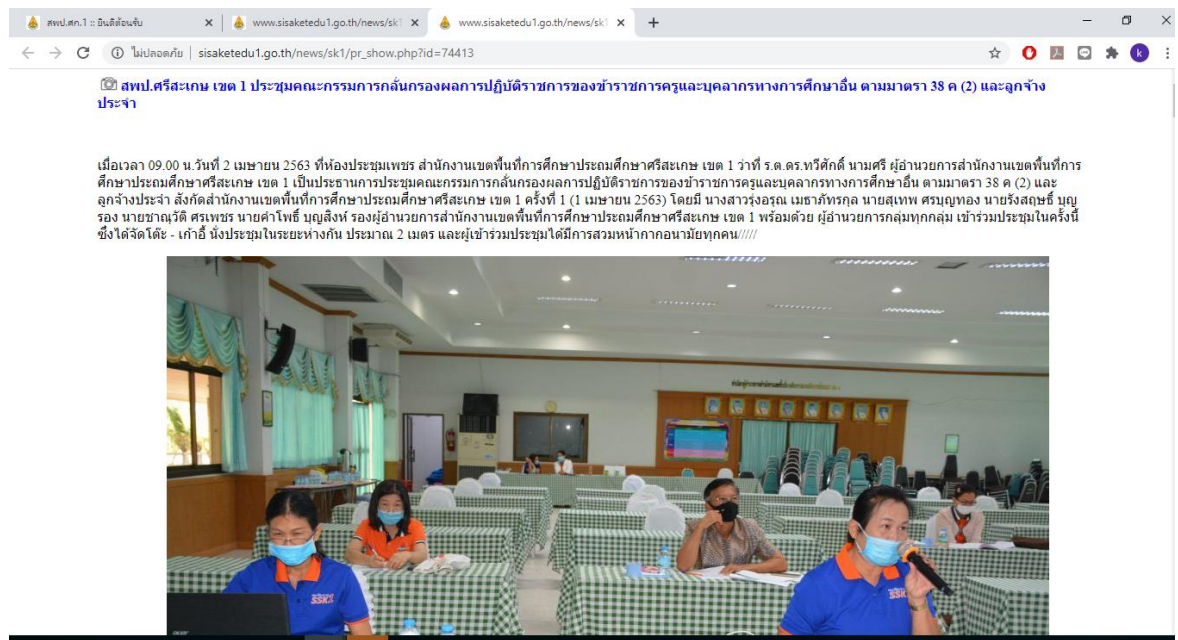 สพป.ศก.1 :: ยินดีต้อนรับ
www.sisaketedu1.go.th/news/sk1
www.sisaketedu1.go.th/news/sk1
ไม่ปลอดภัย | sisaketedu1.go.th/news/sk1/pr_show.php?id=74413
k
สพป.ศรีสะเกษ เขต 1 ประชุมคณะกรรมการกลั่นกรองผลการปฏิบัติราชการของข้าราชการครูและบุคลากรทางการศึกษาอื่น ตามมาตรา 38 ค (2) และลูกจ้าง
ประจำ
เมื่อเวลา 09.00 น.วันที่ 2 เมษายน 2563 ที่ห้องประชุมเพชร สำนักงานเขตพื้นที่การศึกษาประถมศึกษาศรีสะเกษ เขต 1 ว่าที่ ร.ต.ดร.ทวีศักดิ์ นามศรี ผู้อำนวยการสำนักงานเขตพื้นที่การ
ศึกษาประถมศึกษาศรีสะเกษ เขต 1 เป็นประธานการประชุมคณะกรรมการกลั่นกรองผลการปฏิบัติราชการของข้าราชการครูและบุคลากรทางการศึกษาอื่น ตามมาตรา 38 ค (2) และ
ลูกจ้างประจำ สังกัดสำนักงานเขตพื้นที่การศึกษาประถมศึกษาศรีสะเกษ เขต 1 ครั้งที่ 1 (1 เมษายน 2563) โดยมี นางสาวรุ่งอรุณ เมธาภัทรกุล นายสุเทพ ศรบุญทอง นายรังสฤษธิ์ บุญ
รอง นายชาณุวัติ ศรเพชร นายคำโพธิ์ บุญสิงห์ รองผู้อำนวยการสำนักงานเขตพื้นที่การศึกษาประถมศึกษาศรีสะเกษ เขต 1 พร้อมด้วย ผู้อำนวยการกลุ่มทุกกลุ่ม เข้าร่วมประชุมในครั้งนี้
ซึ่งได้จัดโต๊ะ - เก้าอี้ นั่งประชุมในระยะห่างกัน ประมาณ 2 เมตร และผู้เข้าร่วมประชุมได้มีการสวมหน้ากากอนามัยทุกคน/////
SSK1
acer